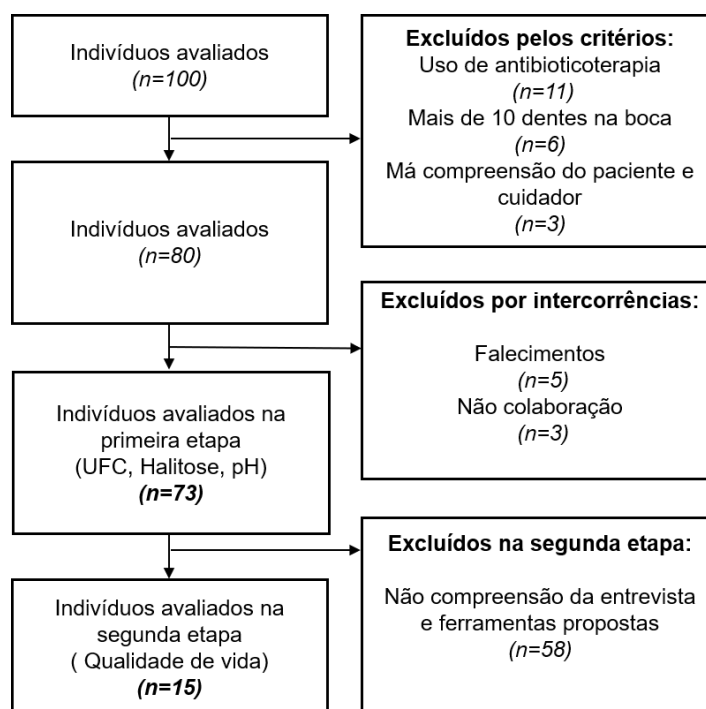 Indivíduos avaliados
(n=100)
Excluídos pelos critérios:
Uso de antibioticoterapia
(n=11)
Mais de 10 dentes na boca
(n=6)
Má compreensão do paciente e
cuidador
(n=3)
Indivíduos avaliados
(n=80)
Excluídos por intercorrências:
Falecimentos
(n=5)
Não colaboração
(n=3)
Indivíduos avaliados na
primeira etapa
(UFC, Halitose, pH)
(n=73)
Excluídos na segunda etapa:
Não compreensão da entrevista
e ferramentas propostas
(n=58)
Indivíduos avaliados na
segunda etapa
( Qualidade de vida)
(n=15)